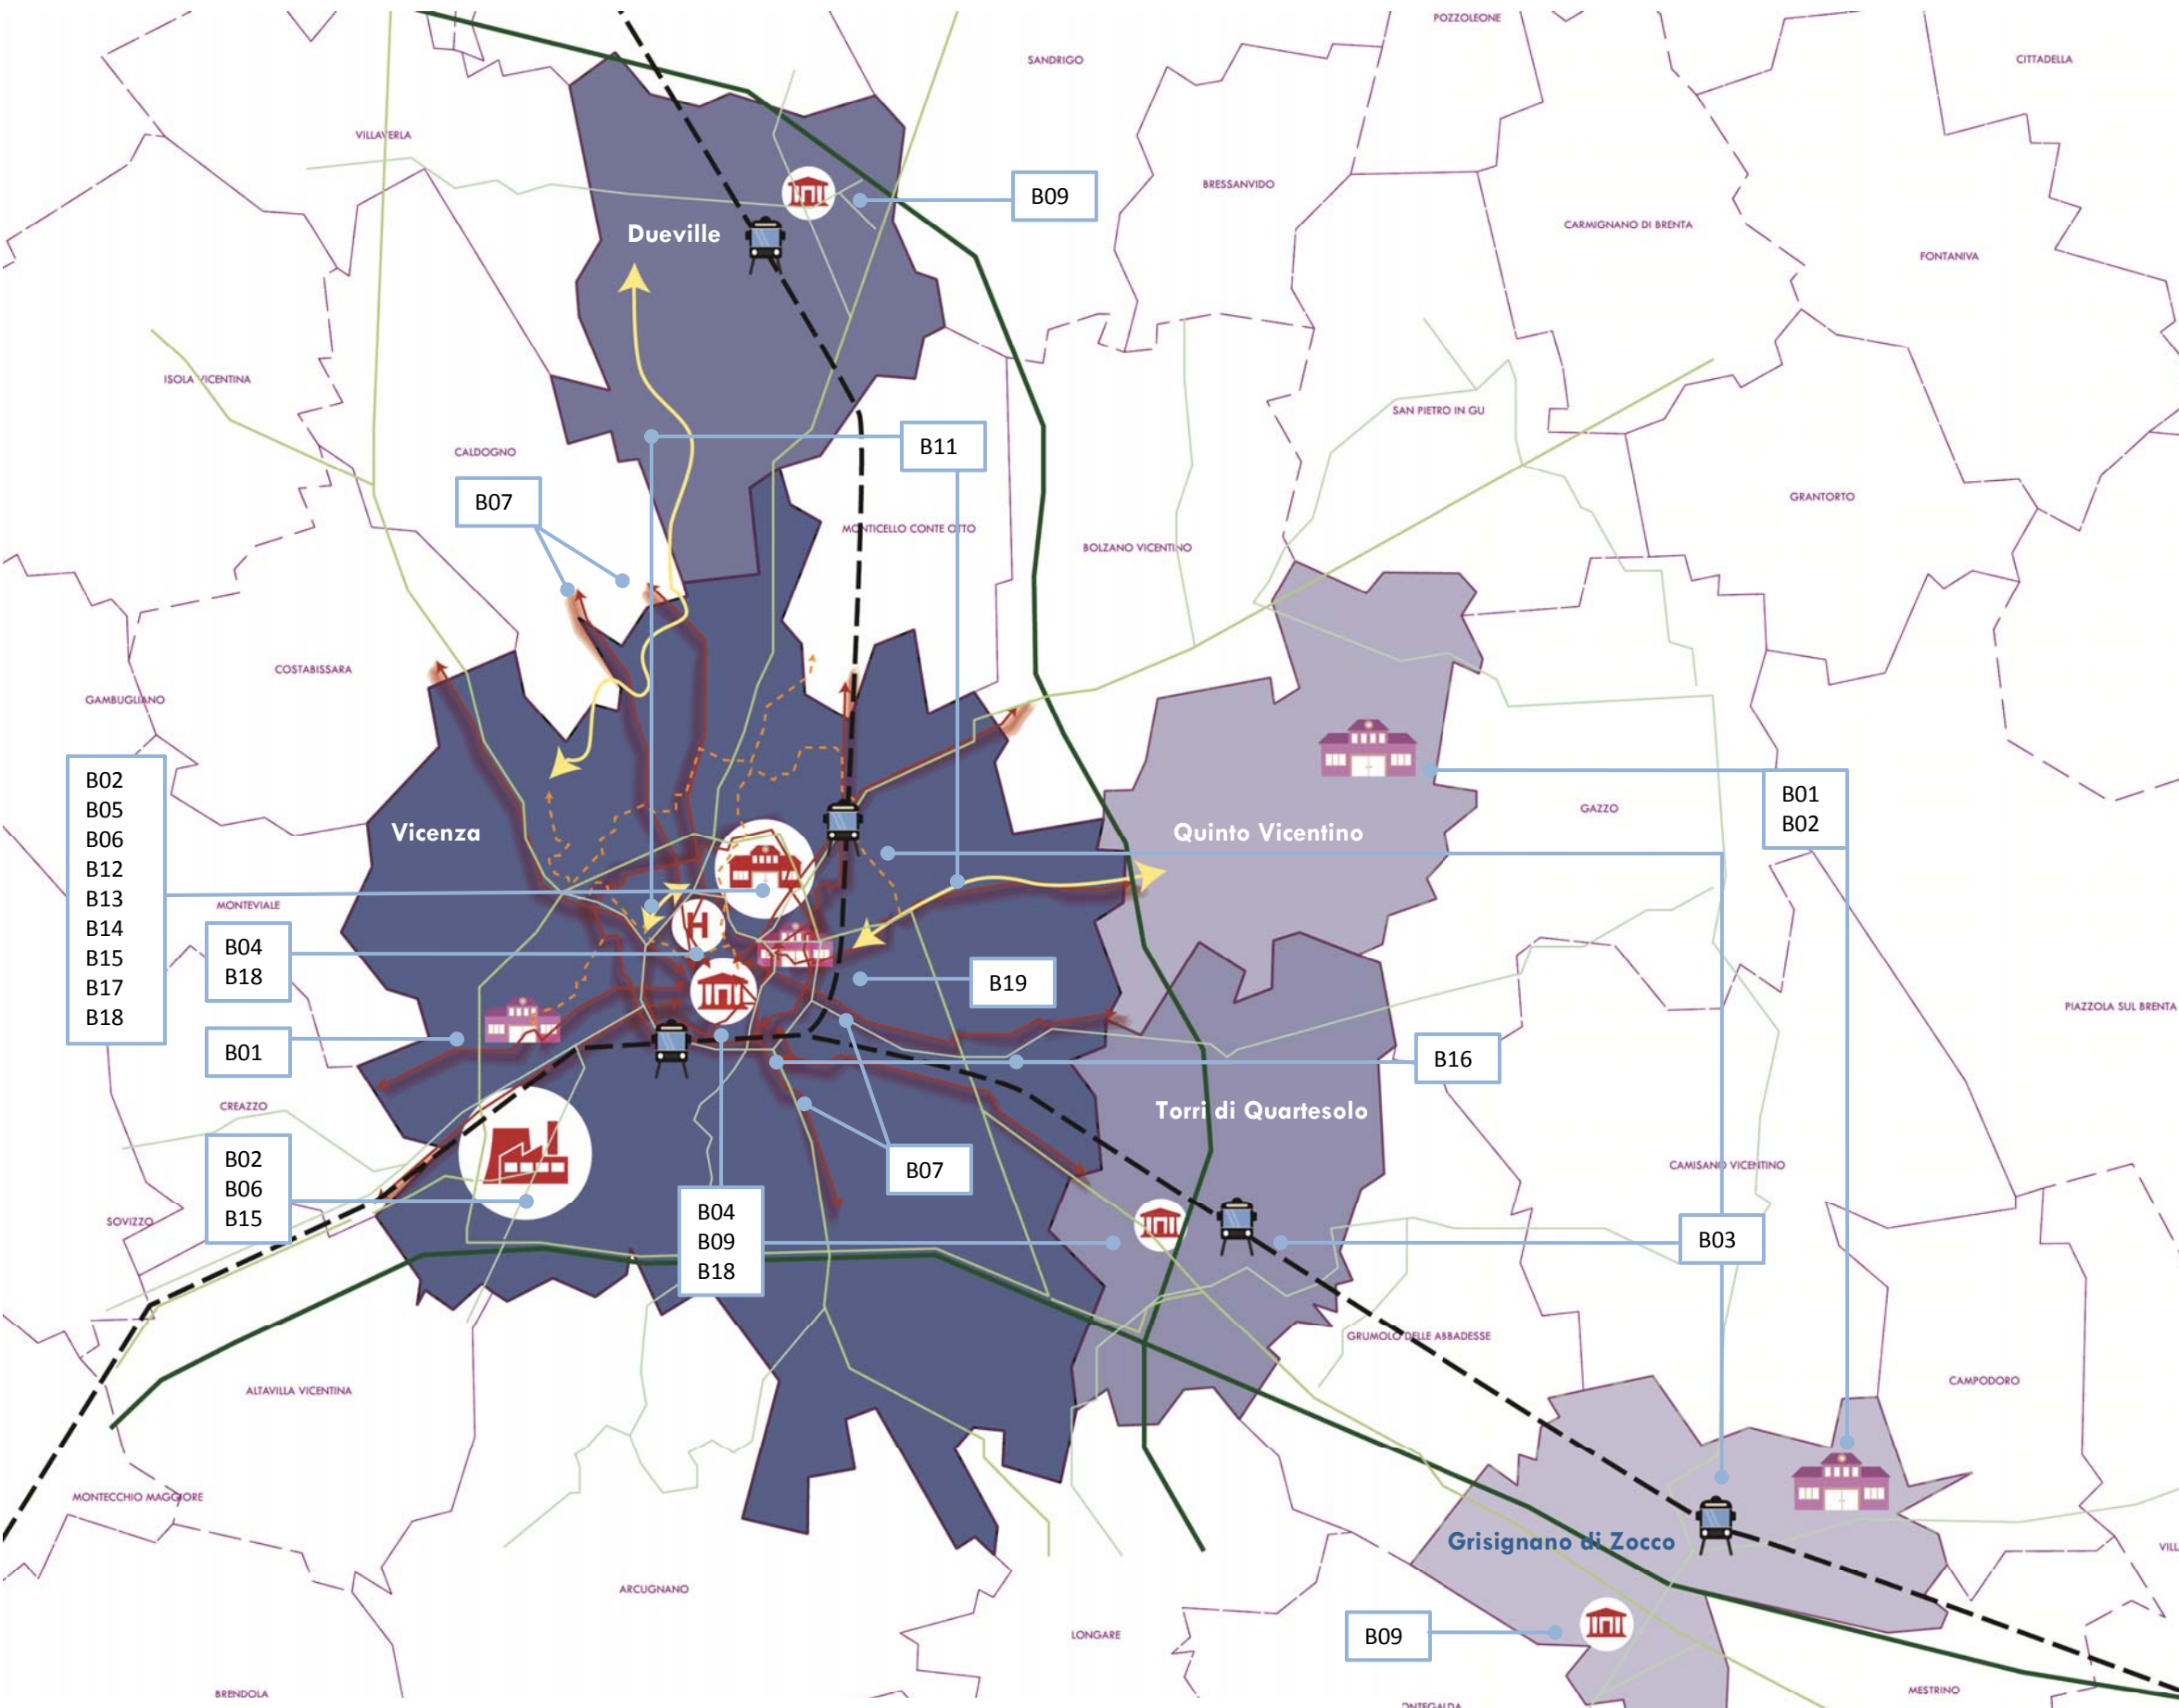 POZZOLEONE
SANDRIGO
CITTADELLA
VILLAVERLA
BRESSANVIDO
B09
CARMIGNANO DI BRENTA
Dueville
FONTANIVA
ISOLA VICENTINA
SAN PIETRO IN GU
CALDOGNO
B11
B07
GRANTORTO
MONTICELLO CONTE OTTO
BOLZANO VICENTINO
COSTABISSARA
GAMBUGLIANO
B02
B05
B06
B12
B13
B14
B15
B17
B18
Vicenza
Quinto Vicentino
GAZZO
B01
B02
MONTEVIALE
B04
B18
H
B19
PIAZZOLA SUL BRENTA
B01
B16
CREAZZO
Torri di Quartesolo
B02
B06
B15
B07
CAMISANO VICENTINO
SOVIZZO
B04
B09
B18
B03
GRUMOLO DELLE ABBADESSE
ALTAVILLA VICENTINA
CAMPODORO
MONTECCHIO MAGGIORE
Grisignano di Zocco
VILL
ARCUGNANO
LONGARE
B09
BRENDOLA
MESTRINO
ONTEGALDA